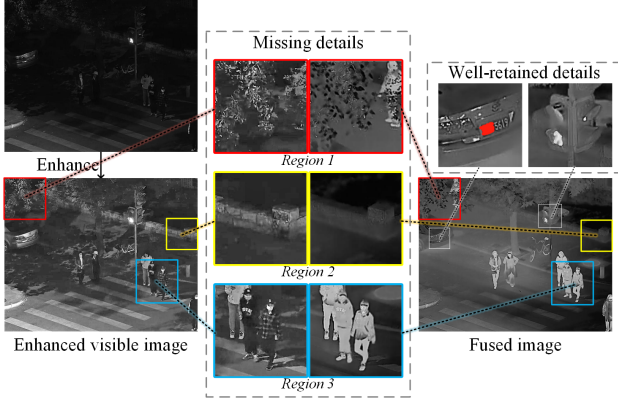 Missing details
Well-retained details
Region 1
Enhance
Region 2
Region 3
Enhanced visible image
Fused image